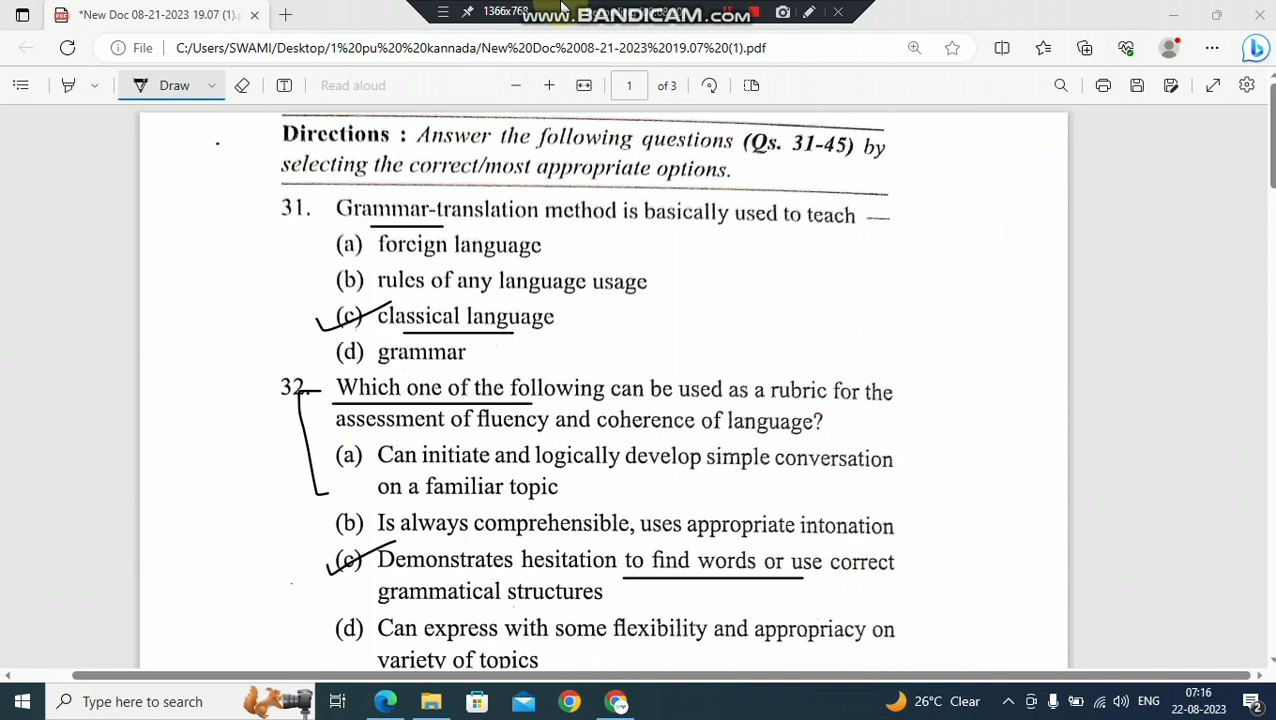 *New Doc 08-21-2023 19.07 (1).p
1366x768
www.BANDICAM.com
File
C:/Users/SWAMI/Desktop/1%20pu%20%20kannada/New%20Doc%2008-21-2023%2019.07%20(1).pdf
Draw
Read aloud
1 of 3
Directions : Answer the following questions (Qs. 31-45) by
selecting the correct/most appropriate options.
31. Grammar-translation method is basically used to teach —
(a) foreign language
(b) rules of any language usage
(c) classical language
(d) grammar
32. Which one of the following can be used as a rubric for the
assessment of fluency and coherence of language?
(a) Can initiate and logically develop simple conversation
on a familiar topic
(b) Is always comprehensible, uses appropriate intonation
(c) Demonstrates hesitation to find words or use correct
grammatical structures
(d) Can express with some flexibility and appropriacy on
variety of topics
Type here to search
26°C Clear
ENG
07:16
22-08-2023
2